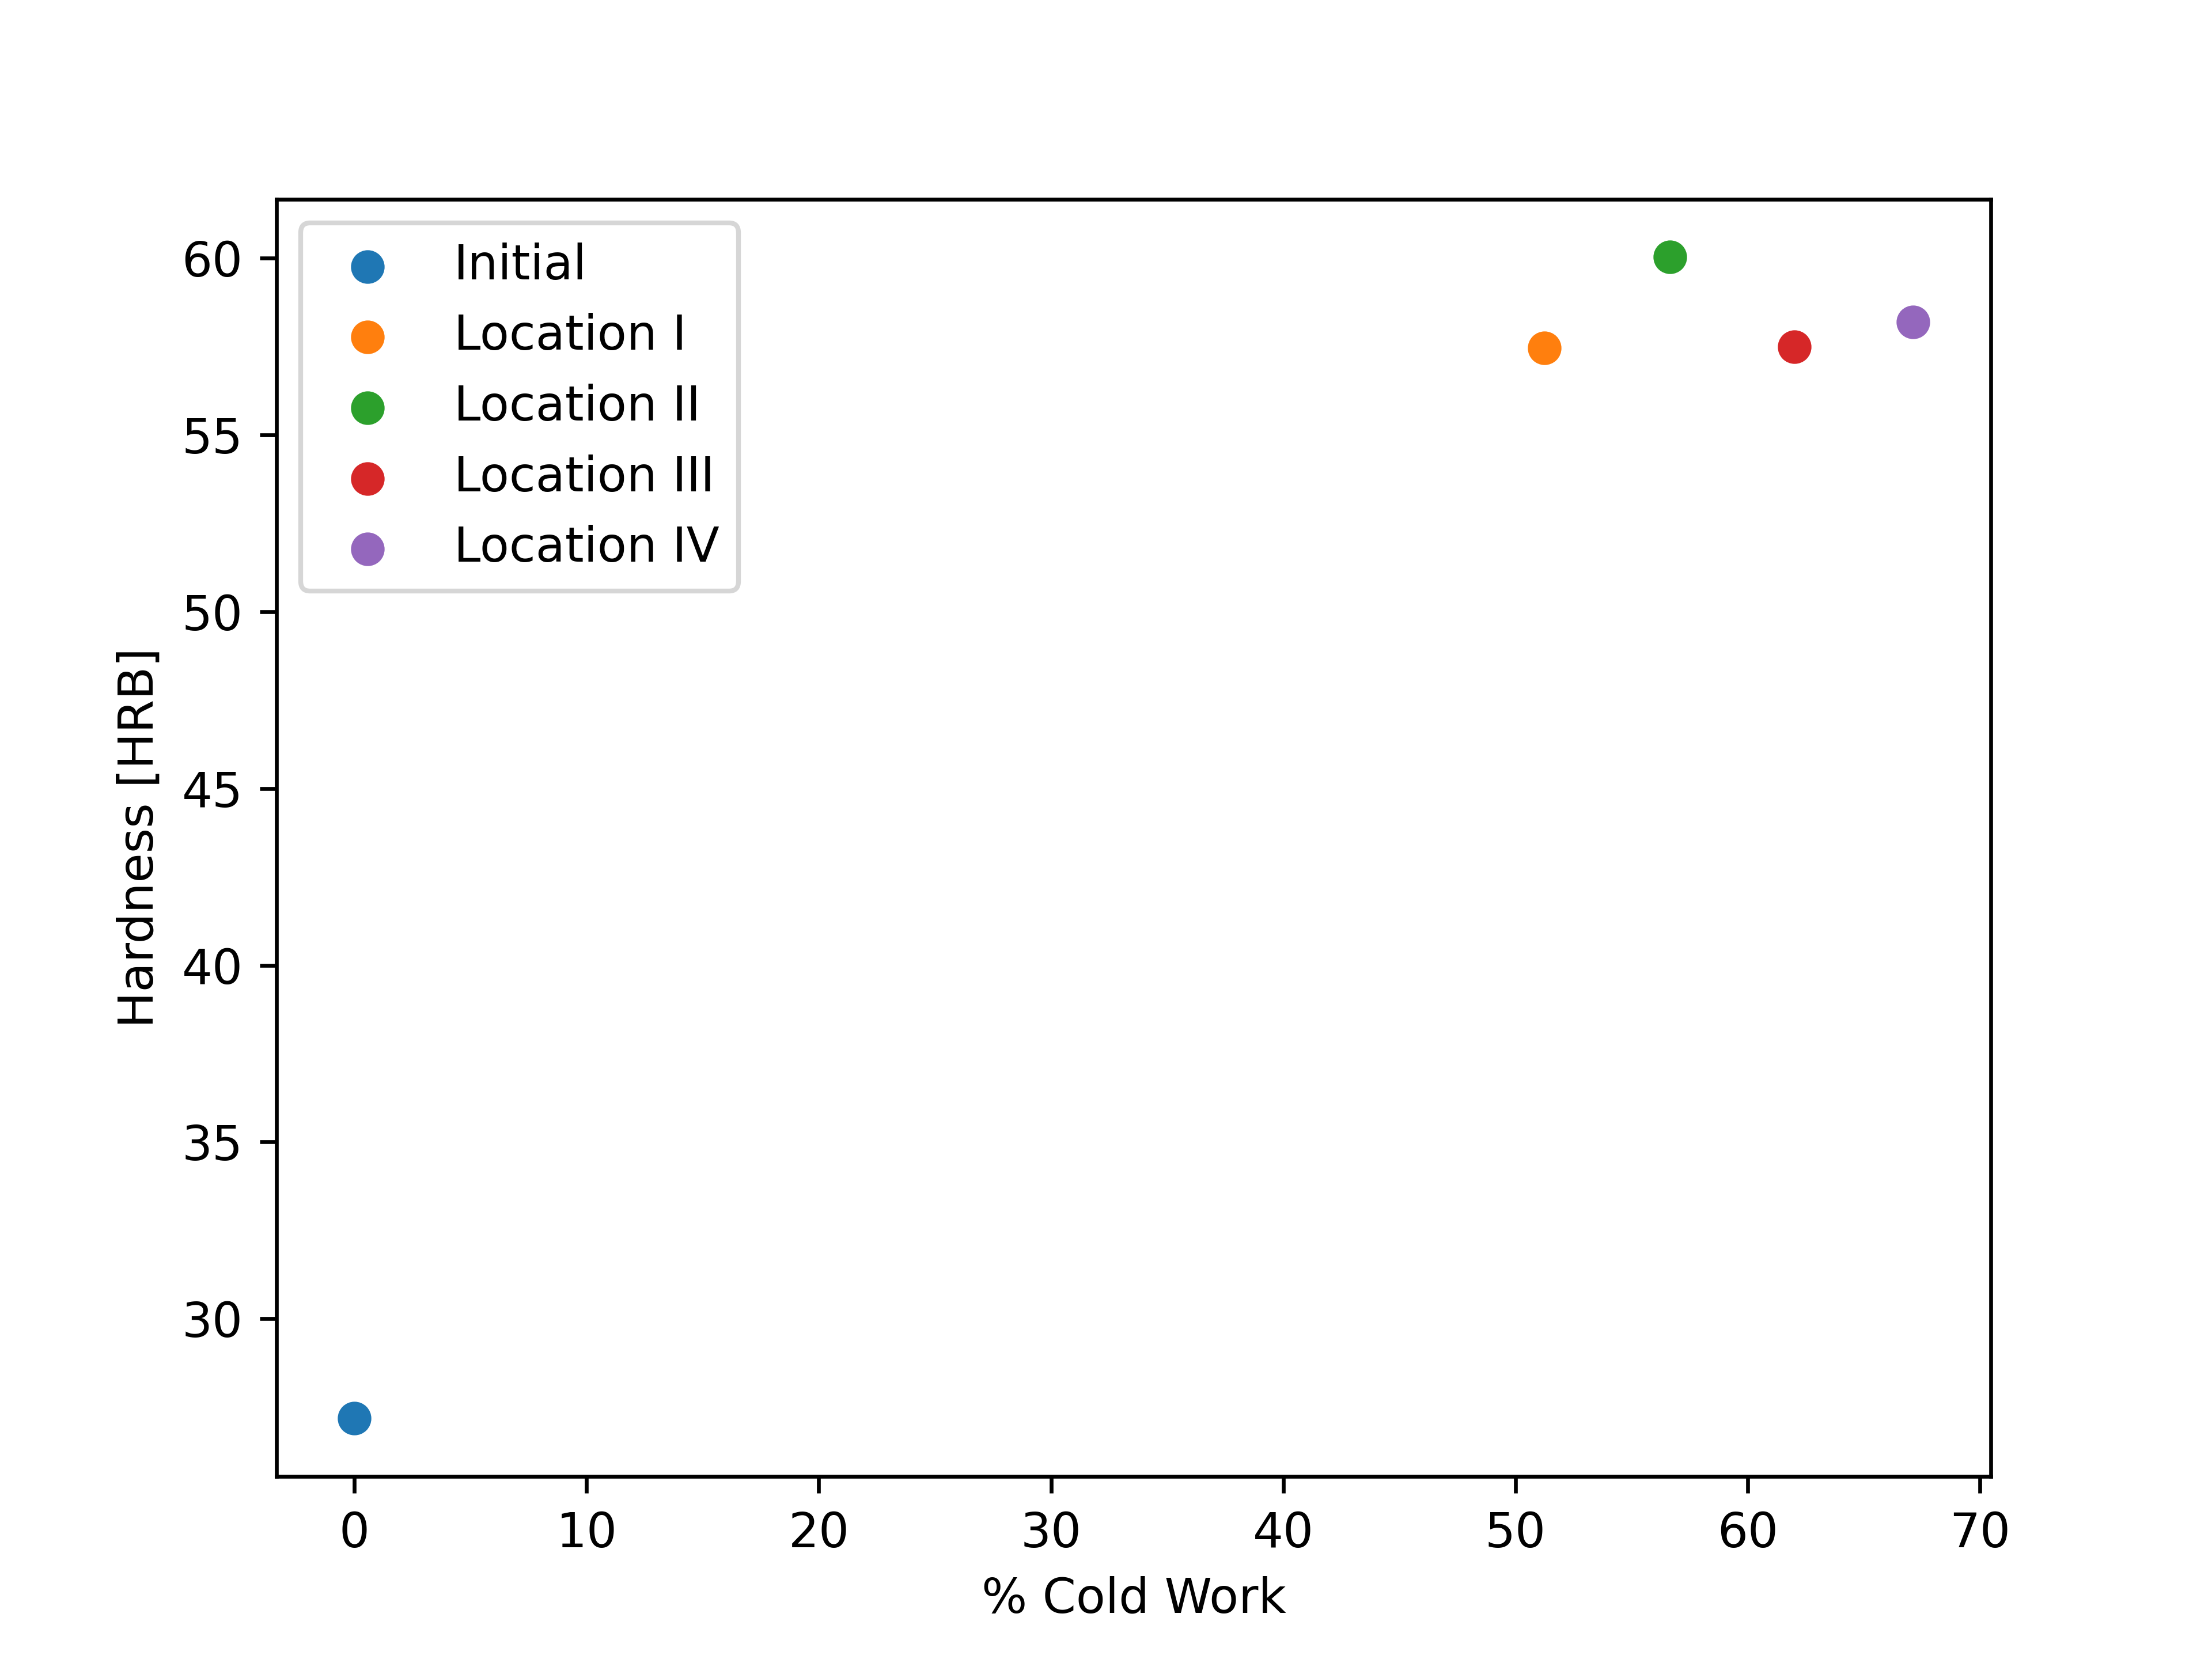 Initial
Location I
Location II
Location III
Location IV
60
55
50
45
40
35
30
Hardness [HRB]
0 10 20 30 40 50 60 70
% Cold Work